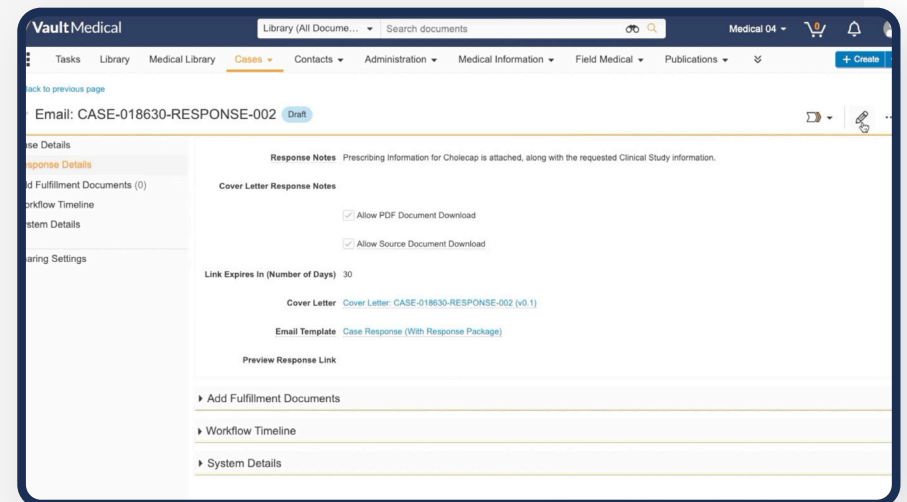 Vault Medical
Library (All Docume... Search documents Medical 04
Tasks Library Medical Library Cases Contacts Administration Medical Information Field Medical Publications + Create
Back to previous page
Email: CASE-018630-RESPONSE-002 Draft
se Details
sponse Details
d Fulfillment Documents (0)
orkflow Timeline
stem Details
aring Settings
Response Notes Prescribing Information for Cholecap is attached, along with the requested Clinical Study information.
Cover Letter Response Notes
Allow PDF Document Download
Allow Source Document Download
Link Expires In (Number of Days) 30
Cover Letter Cover Letter: CASE-018630-RESPONSE-002 (v0.1)
Email Template Case Response (With Response Package)
Preview Response Link
Add Fulfillment Documents
Workflow Timeline
System Details